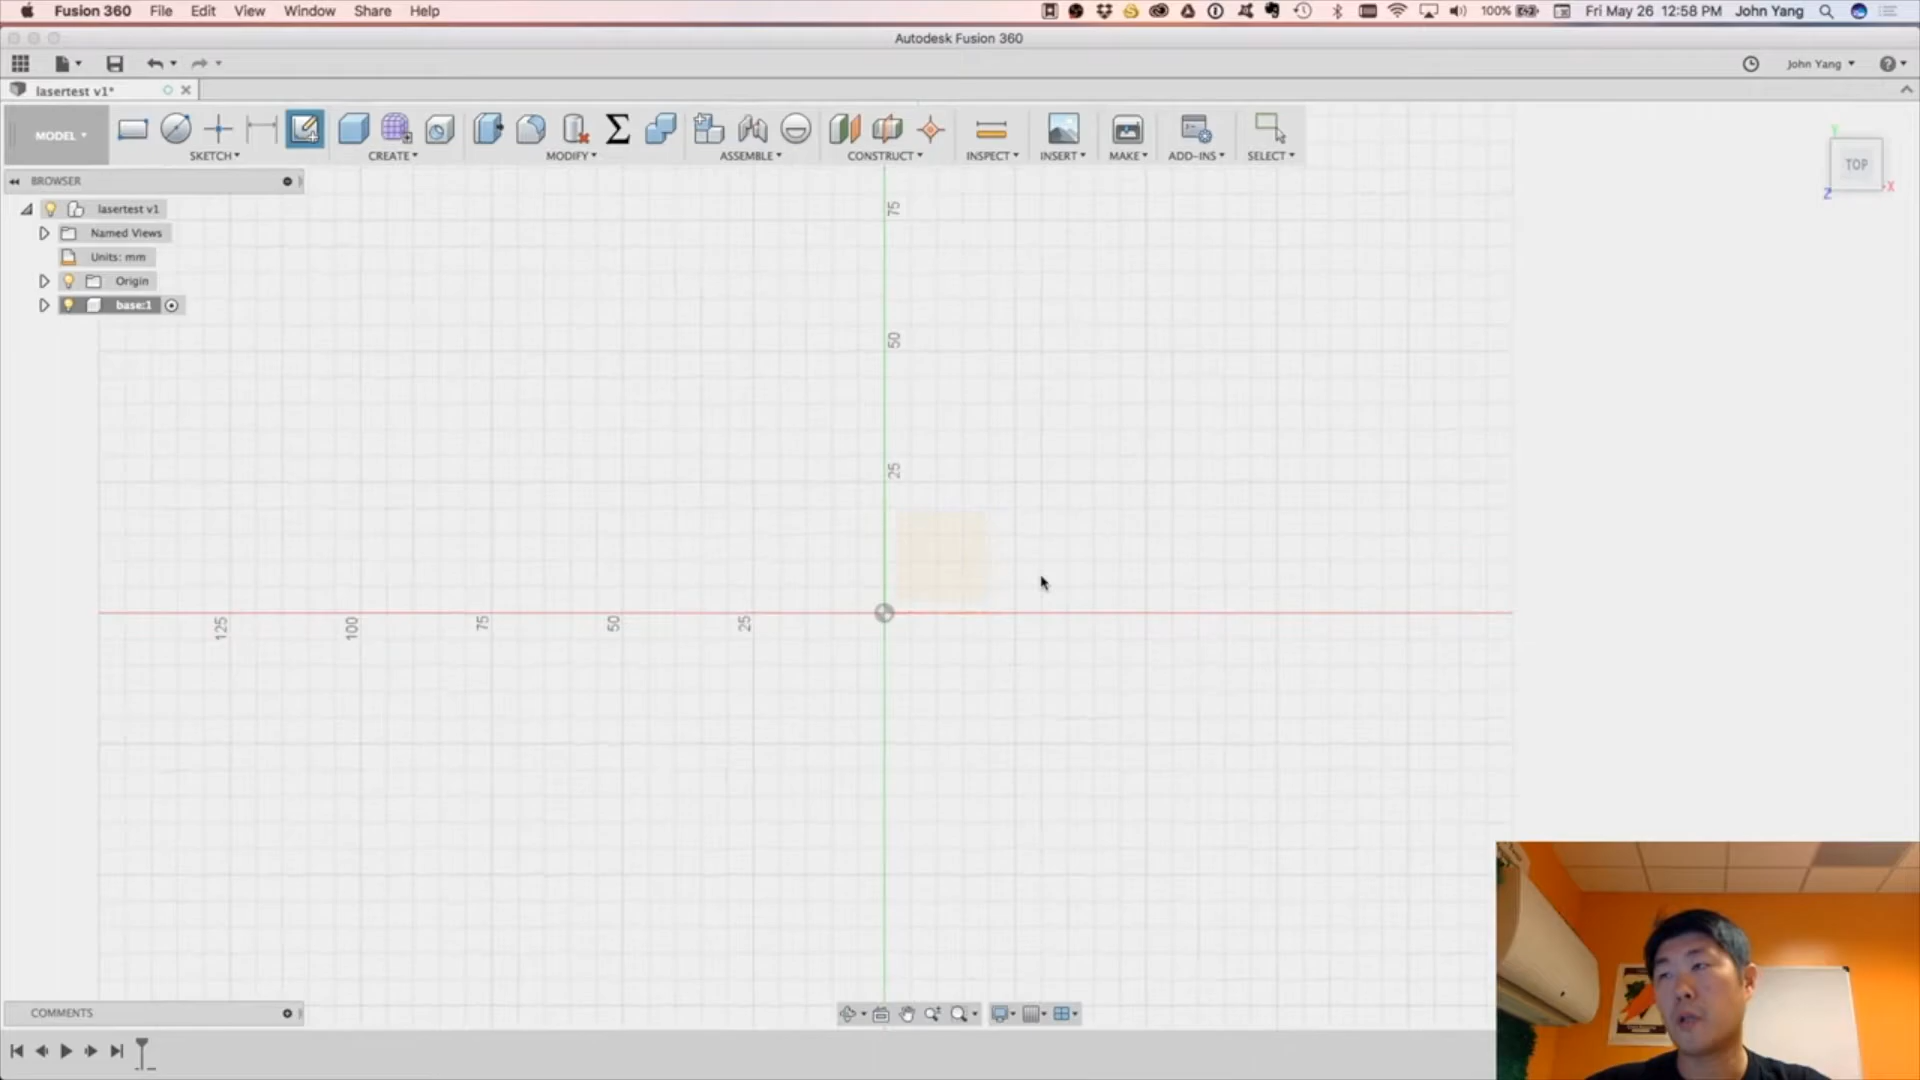 Fusion 360 File Edit View Window Share Help 100% Fri May 26 12:58 PM John Yang
Autodesk Fusion 360
John Yang
lasertest v1*
MODEL
SKETCH CREATE MODIFY ASSEMBLE CONSTRUCT INSPECT INSERT MAKE ADD-INS SELECT
TOP
Y
X
Z
BROWSER
lasertest v1
Named Views
Units: mm
Origin
base:1
75
50
25
125 100 75 50 25
COMMENTS